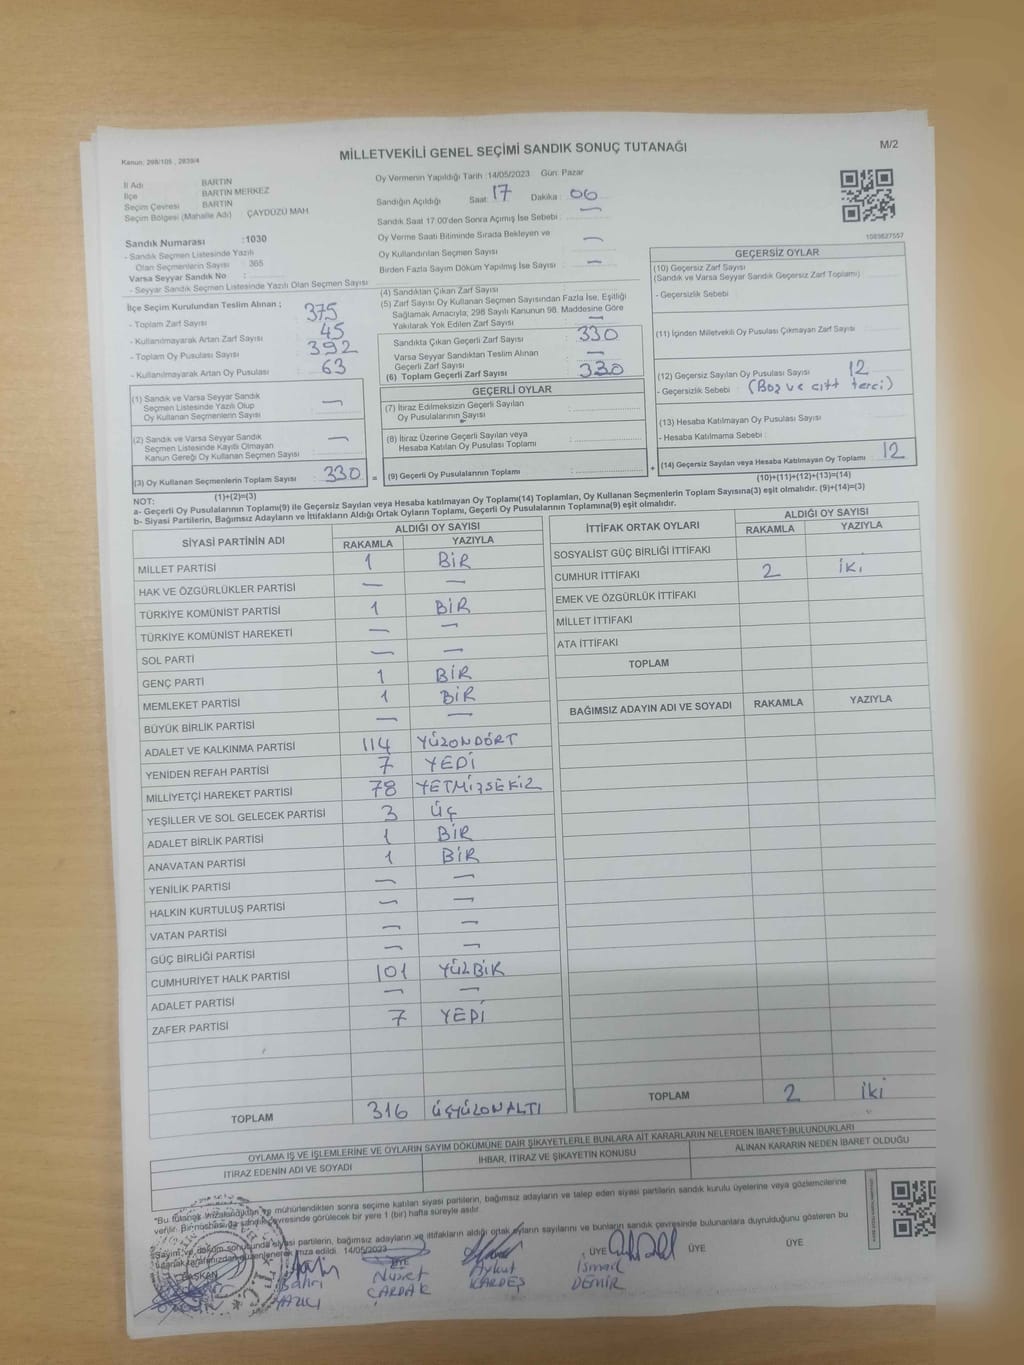 Kanun: 298/105 , 2839/4
MİLLETVEKİLİ GENEL SEÇİMİ SANDIK SONUÇ TUTANAĞI
M/2
İl Adı BARTIN
İlçe BARTIN MERKEZ
Seçim Çevresi BARTIN
Seçim Bölgesi (Mahalle Adı) ÇAYDÜZÜ MAH
Sandık Numarası :1030
- Sandık Seçmen Listesinde Yazılı
Olan Seçmenlerin Sayısı : 365
Varsa Seyyar Sandık No :
- Seyyar Sandık Seçmen Listesinde Yazılı Olan Seçmen Sayısı
Oy Vermenin Yapıldığı Tarih :14/05/2023 Gün: Pazar
Sandığın Açıldığı Saat: 17 Dakika : 06
Sandık Saat 17.00'den Sonra Açımış İse Sebebi : —
Oy Verme Saati Bitiminde Sırada Bekleyen ve
Oy Kullandırılan Seçmen Sayısı —
Birden Fazla Sayım Döküm Yapılmış İse Sayısı —
1083627557
İlçe Seçim Kurulundan Teslim Alınan ;
- Toplam Zarf Sayısı 375
- Kullanılmayarak Artan Zarf Sayısı 45
- Toplam Oy Pusulası Sayısı 392
- Kullanılmayarak Artan Oy Pusulası 63
(1) Sandık ve Varsa Seyyar Sandık
Seçmen Listesinde Yazılı Olup
Oy Kullanan Seçmenlerin Sayısı —
(2) Sandık ve Varsa Seyyar Sandık
Seçmen Listesinde Kayıtlı Olmayan
Kanun Gereği Oy Kullanan Seçmen Sayısı : —
(3) Oy Kullanan Seçmenlerin Toplam Sayısı : 330 =
(1)+(2)=(3)
(4) Sandıktan Çıkan Zarf Sayısı
(5) Zarf Sayısı Oy Kullanan Seçmen Sayısından Fazla İse, Eşitliği
Sağlamak Amacıyla; 298 Sayılı Kanunun 98. Maddesine Göre
Yakılarak Yok Edilen Zarf Sayısı : —
Sandıkta Çıkan Geçerli Zarf Sayısı : 330
Varsa Seyyar Sandıktan Teslim Alınan
Geçerli Zarf Sayısı —
(6) Toplam Geçerli Zarf Sayısı : 330
GEÇERLİ OYLAR
(7) İtiraz Edilmeksizin Geçerli Sayılan
Oy Pusulalarının Sayısı :
(8) İtiraz Üzerine Geçerli Sayılan veya
Hesaba Katılan Oy Pusulası Toplamı :
(9) Geçerli Oy Pusulalarının Toplamı : +
GEÇERSİZ OYLAR
(10) Geçersiz Zarf Sayısı
(Sandık ve Varsa Seyyar Sandık Geçersiz Zarf Toplamı)
- Geçersizlik Sebebi
(11) İçinden Milletvekili Oy Pusulası Çıkmayan Zarf Sayısı
(12) Geçersiz Sayılan Oy Pusulası Sayısı 12
- Geçersizlik Sebebi : (Boş ve çift terci)
(13) Hesaba Katılmayan Oy Pusulası Sayısı
- Hesaba Katılmama Sebebi :
(14) Geçersiz Sayılan veya Hesaba Katılmayan Oy Toplamı : 12
(10)+(11)+(12)+(13)=(14)
NOT:
a- Geçerli Oy Pusulalarının Toplamı(9) ile Geçersiz Sayılan veya Hesaba katılmayan Oy Toplamı(14) Toplamları, Oy Kullanan Seçmenlerin Toplam Sayısına(3) eşit olmalıdır. (9)+(14)=(3)
b- Siyasi Partilerin, Bağımsız Adayların ve İttifakların Aldığı Ortak Oyların Toplamı, Geçerli Oy Pusulalarının Toplamına(9) eşit olmalıdır.
SİYASİ PARTİNİN ADI ALDIĞI OY SAYISI
RAKAMLA YAZIYLA
MİLLET PARTİSİ 1 BİR
HAK VE ÖZGÜRLÜKLER PARTİSİ — —
TÜRKİYE KOMÜNİST PARTİSİ 1 BİR
TÜRKİYE KOMÜNİST HAREKETİ — —
SOL PARTİ — —
GENÇ PARTİ 1 BİR
MEMLEKET PARTİSİ 1 BİR
BÜYÜK BİRLİK PARTİSİ — —
ADALET VE KALKINMA PARTİSİ 114 YÜZONDÖRT
YENİDEN REFAH PARTİSİ 7 YEDİ
MİLLİYETÇİ HAREKET PARTİSİ 78 YETMİŞSEKİZ
YEŞİLLER VE SOL GELECEK PARTİSİ 3 ÜÇ
ADALET BİRLİK PARTİSİ 1 BİR
ANAVATAN PARTİSİ 1 BİR
YENİLİK PARTİSİ — —
HALKIN KURTULUŞ PARTİSİ — —
VATAN PARTİSİ — —
GÜÇ BİRLİĞİ PARTİSİ — —
CUMHURİYET HALK PARTİSİ 101 YÜZBİR
ADALET PARTİSİ — —
ZAFER PARTİSİ 7 YEDİ
TOPLAM 316 ÜÇYÜZONALTI
İTTİFAK ORTAK OYLARI ALDIĞI OY SAYISI
RAKAMLA YAZIYLA
SOSYALİST GÜÇ BİRLİĞİ İTTİFAKI
CUMHUR İTTİFAKI 2 İKİ
EMEK VE ÖZGÜRLÜK İTTİFAKI
MİLLET İTTİFAKI
ATA İTTİFAKI
TOPLAM
BAĞIMSIZ ADAYIN ADI VE SOYADI RAKAMLA YAZIYLA
TOPLAM 2 iki
OYLAMA İŞ VE İŞLEMLERİNE VE OYLARIN SAYIM DÖKÜMÜNE DAİR ŞİKAYETLERLE BUNLARA AİT KARARLARIN NELERDEN İBARET BULUNDUKLARI
İTİRAZ EDENİN ADI VE SOYADI İHBAR, İTİRAZ VE ŞİKAYETİN KONUSU ALINAN KARARIN NEDEN İBARET OLDUĞU
"Bu tutanak imzalandıktan ve mühürlendikten sonra seçime katılan siyasi partilerin, bağımsız adayların ve talep eden siyasi partilerin sandık kurulu üyelerine veya gözlemcilerine
verilir. Bir nüshası da sandık çevresinde görülecek bir yere 1 (bir) hafta süreyle asılır.
Sayım ve döküm sonucunda siyasi partilerin, bağımsız adayların ve ittifakların aldığı ortak oyların sayılarını ve bunların sandık çevresinde bulunanlara duyrulduğunu gösteren bu
tutanak tarafımızdan düzenlenerek imza edildi. 14/05/2023
BAŞKAN
Bahri YAZICI
Nusret ÇARDAK
Aykut KARDEŞ
ÜYE İsmail DEMİR
ÜYE
ÜYE